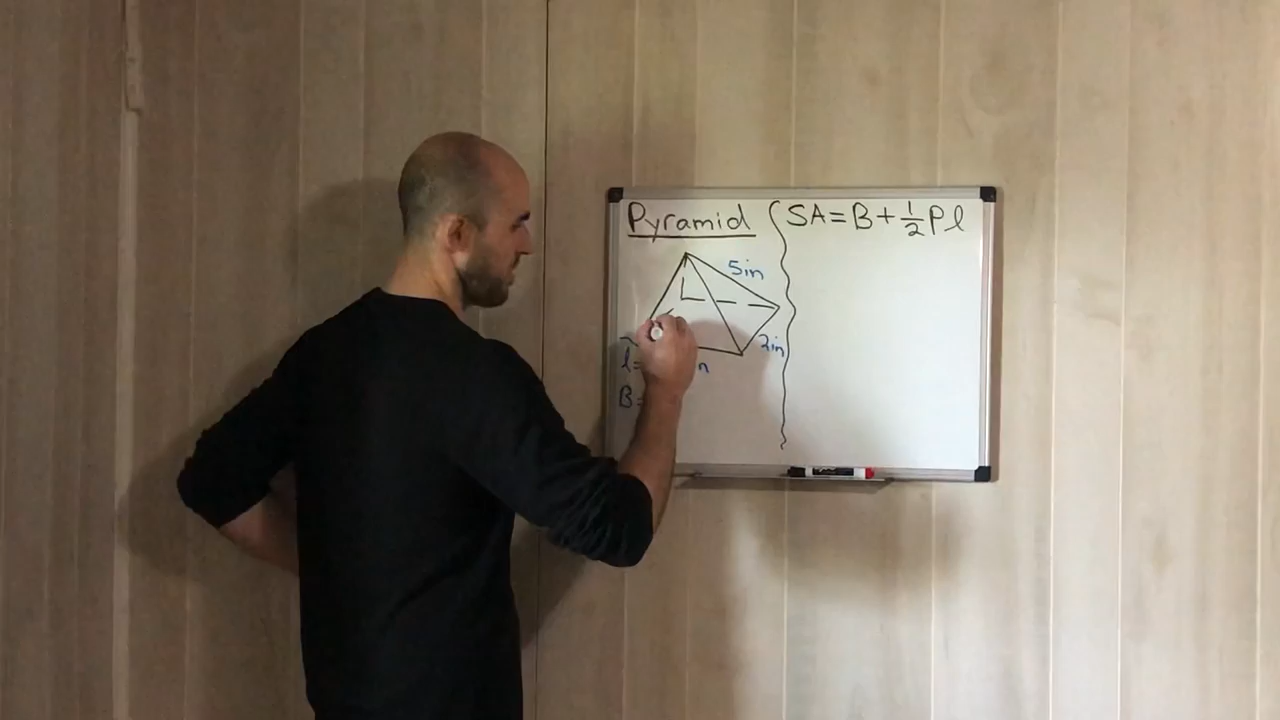 Pyramid
SA=B+½Pl
5in
2in
l=
n
B=